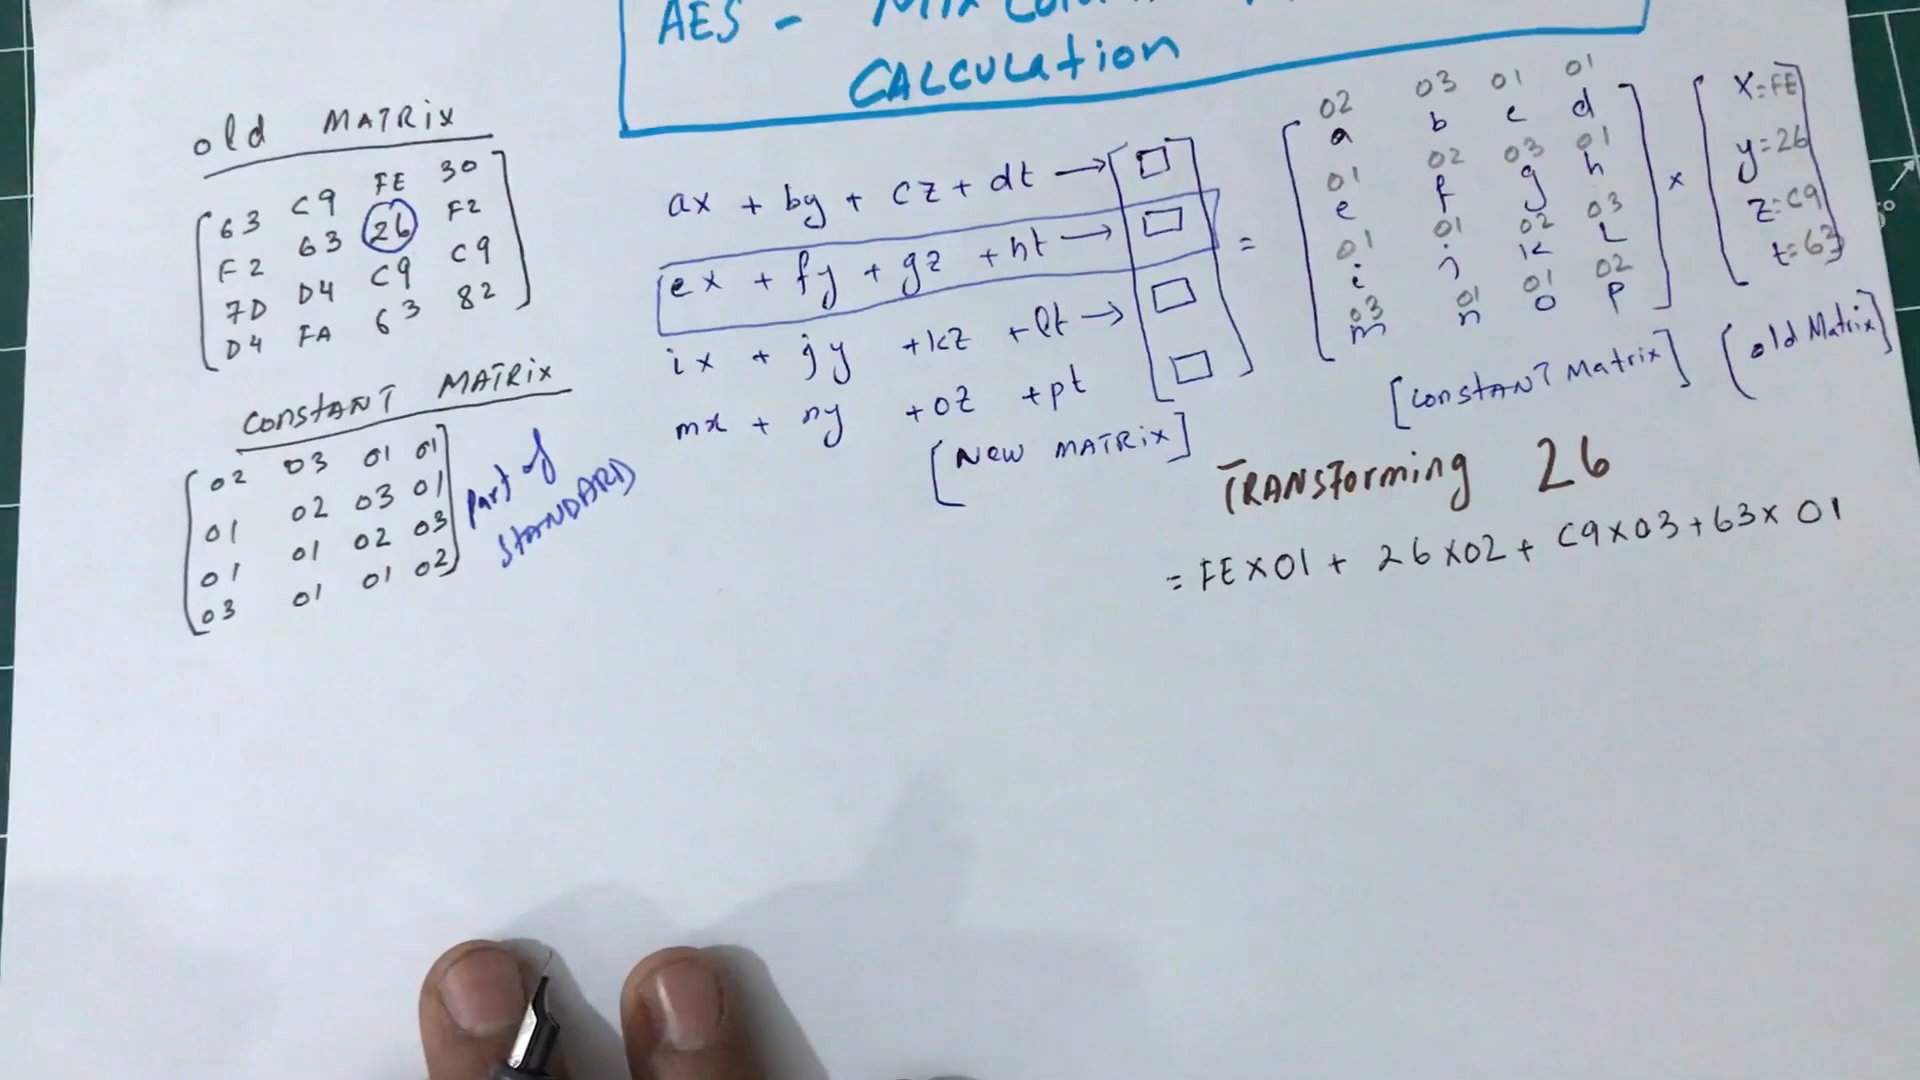 AES - MIX COLUMN
CALCULATION
old MATRIX
63 C9 FE 30
F2 63 26 F2
7D D4 C9 C9
D4 FA 63 82
CONSTANT MATRIX
02 03 01 01
01 02 03 01
01 01 02 03
03 01 01 02
Part of
STANDARD
ax + by + cz + dt →
ex + fy + gz + ht →
ix + jy + kz + lt →
mx + ny + oz + pt
[New MATRIX]
=
02 03 01 01
a b c d
01 02 03 01
e f g h
01 01 02 03
i j k L
03 01 01 02
m n o p
×
X=FE
y=26
z=C9
t=63
[CONSTANT Matrix]
[old Matrix]
TRANSforming 26
= FE×01 + 26×02 + C9×03 + 63×01